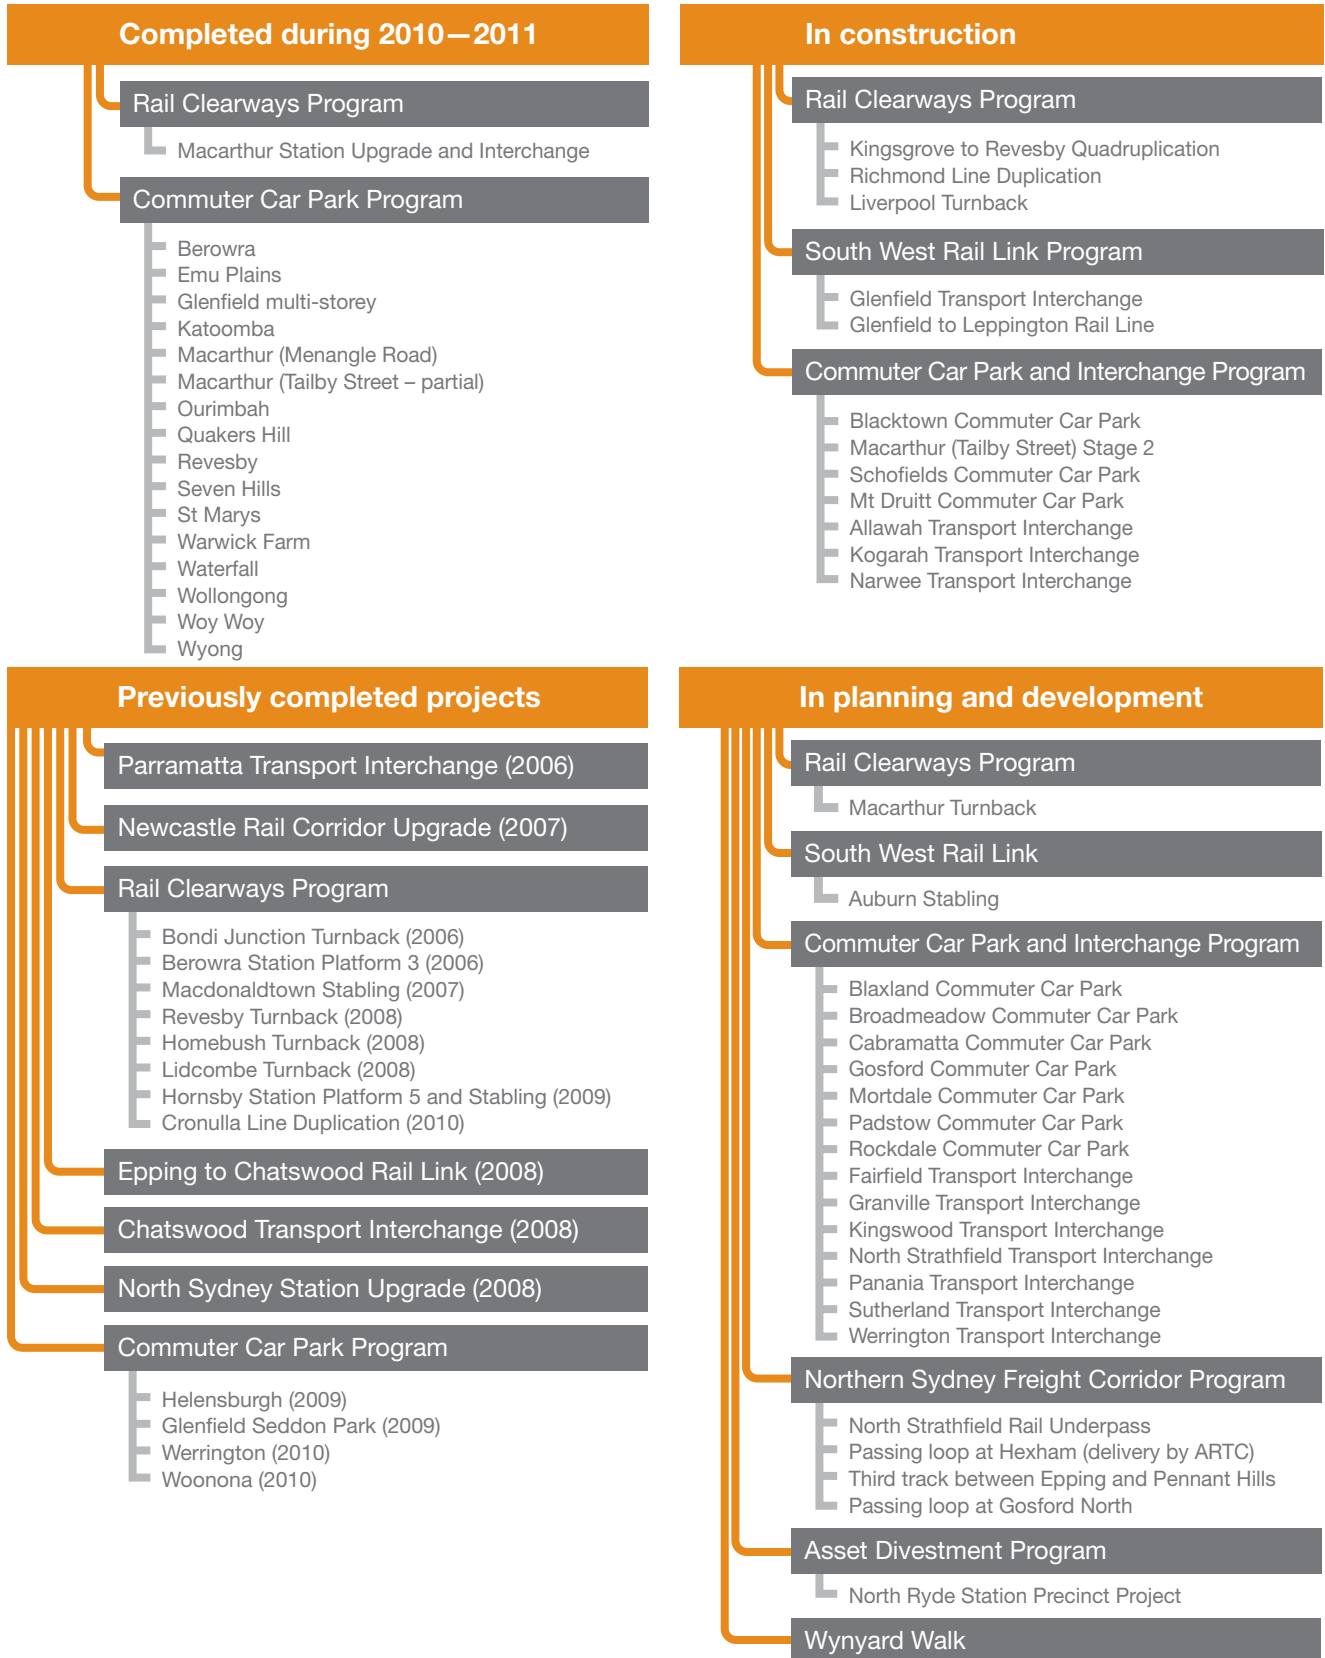 Completed during 2010—2011
Rail Clearways Program
Macarthur Station Upgrade and Interchange
Commuter Car Park Program
Berowra
Emu Plains
Glenfield multi-storey
Katoomba
Macarthur (Menangle Road)
Macarthur (Tailby Street – partial)
Ourimbah
Quakers Hill
Revesby
Seven Hills
St Marys
Warwick Farm
Waterfall
Wollongong
Woy Woy
Wyong
In construction
Rail Clearways Program
Kingsgrove to Revesby Quadruplication
Richmond Line Duplication
Liverpool Turnback
South West Rail Link Program
Glenfield Transport Interchange
Glenfield to Leppington Rail Line
Commuter Car Park and Interchange Program
Blacktown Commuter Car Park
Macarthur (Tailby Street) Stage 2
Schofields Commuter Car Park
Mt Druitt Commuter Car Park
Allawah Transport Interchange
Kogarah Transport Interchange
Narwee Transport Interchange
Previously completed projects
Parramatta Transport Interchange (2006)
Newcastle Rail Corridor Upgrade (2007)
Rail Clearways Program
Bondi Junction Turnback (2006)
Berowra Station Platform 3 (2006)
Macdonaldtown Stabling (2007)
Revesby Turnback (2008)
Homebush Turnback (2008)
Lidcombe Turnback (2008)
Hornsby Station Platform 5 and Stabling (2009)
Cronulla Line Duplication (2010)
Epping to Chatswood Rail Link (2008)
Chatswood Transport Interchange (2008)
North Sydney Station Upgrade (2008)
Commuter Car Park Program
Helensburgh (2009)
Glenfield Seddon Park (2009)
Werrington (2010)
Woonona (2010)
In planning and development
Rail Clearways Program
Macarthur Turnback
South West Rail Link
Auburn Stabling
Commuter Car Park and Interchange Program
Blaxland Commuter Car Park
Broadmeadow Commuter Car Park
Cabramatta Commuter Car Park
Gosford Commuter Car Park
Mortdale Commuter Car Park
Padstow Commuter Car Park
Rockdale Commuter Car Park
Fairfield Transport Interchange
Granville Transport Interchange
Kingswood Transport Interchange
North Strathfield Transport Interchange
Panania Transport Interchange
Sutherland Transport Interchange
Werrington Transport Interchange
Northern Sydney Freight Corridor Program
North Strathfield Rail Underpass
Passing loop at Hexham (delivery by ARTC)
Third track between Epping and Pennant Hills
Passing loop at Gosford North
Asset Divestment Program
North Ryde Station Precinct Project
Wynyard Walk